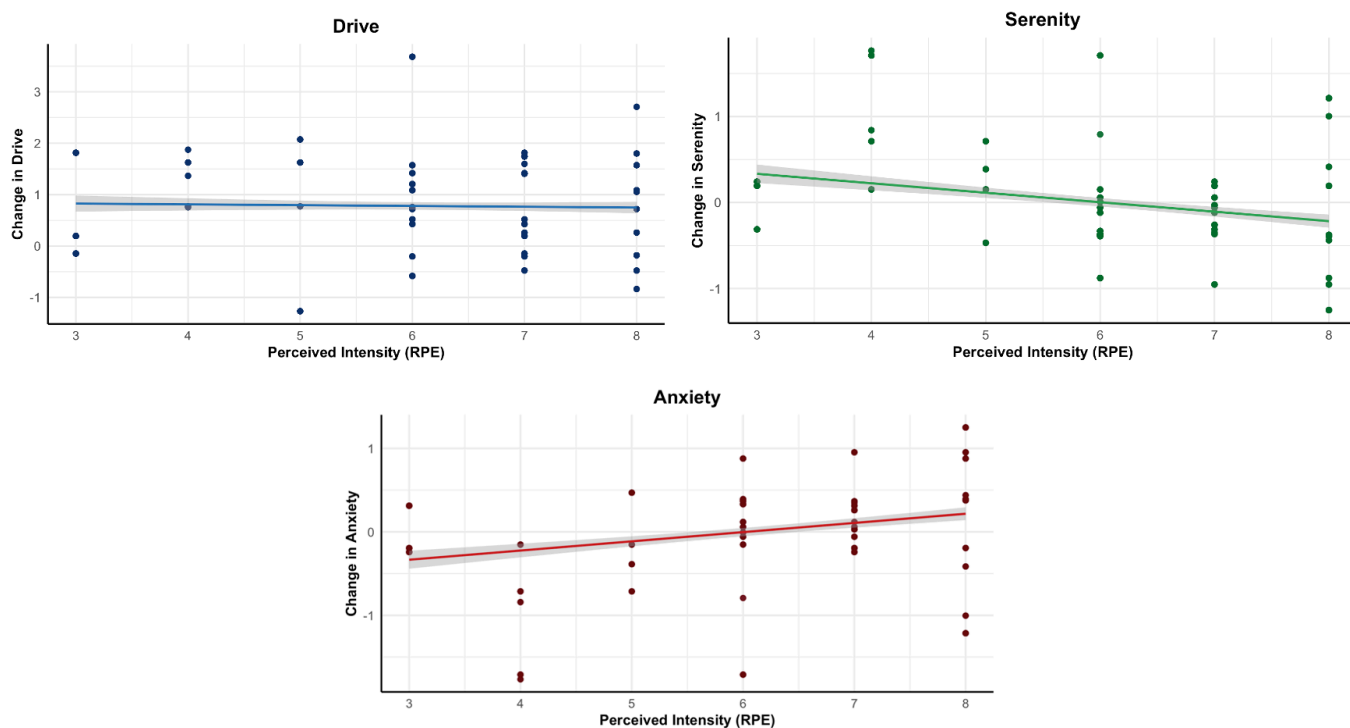 Drive
Change in Drive
3
2
1
0
-1
3 4 5 6 7 8
Perceived Intensity (RPE)
Serenity
Change in Serenity
1
0
-1
3 4 5 6 7 8
Perceived Intensity (RPE)
Anxiety
Change in Anxiety
1
0
-1
3 4 5 6 7 8
Perceived Intensity (RPE)